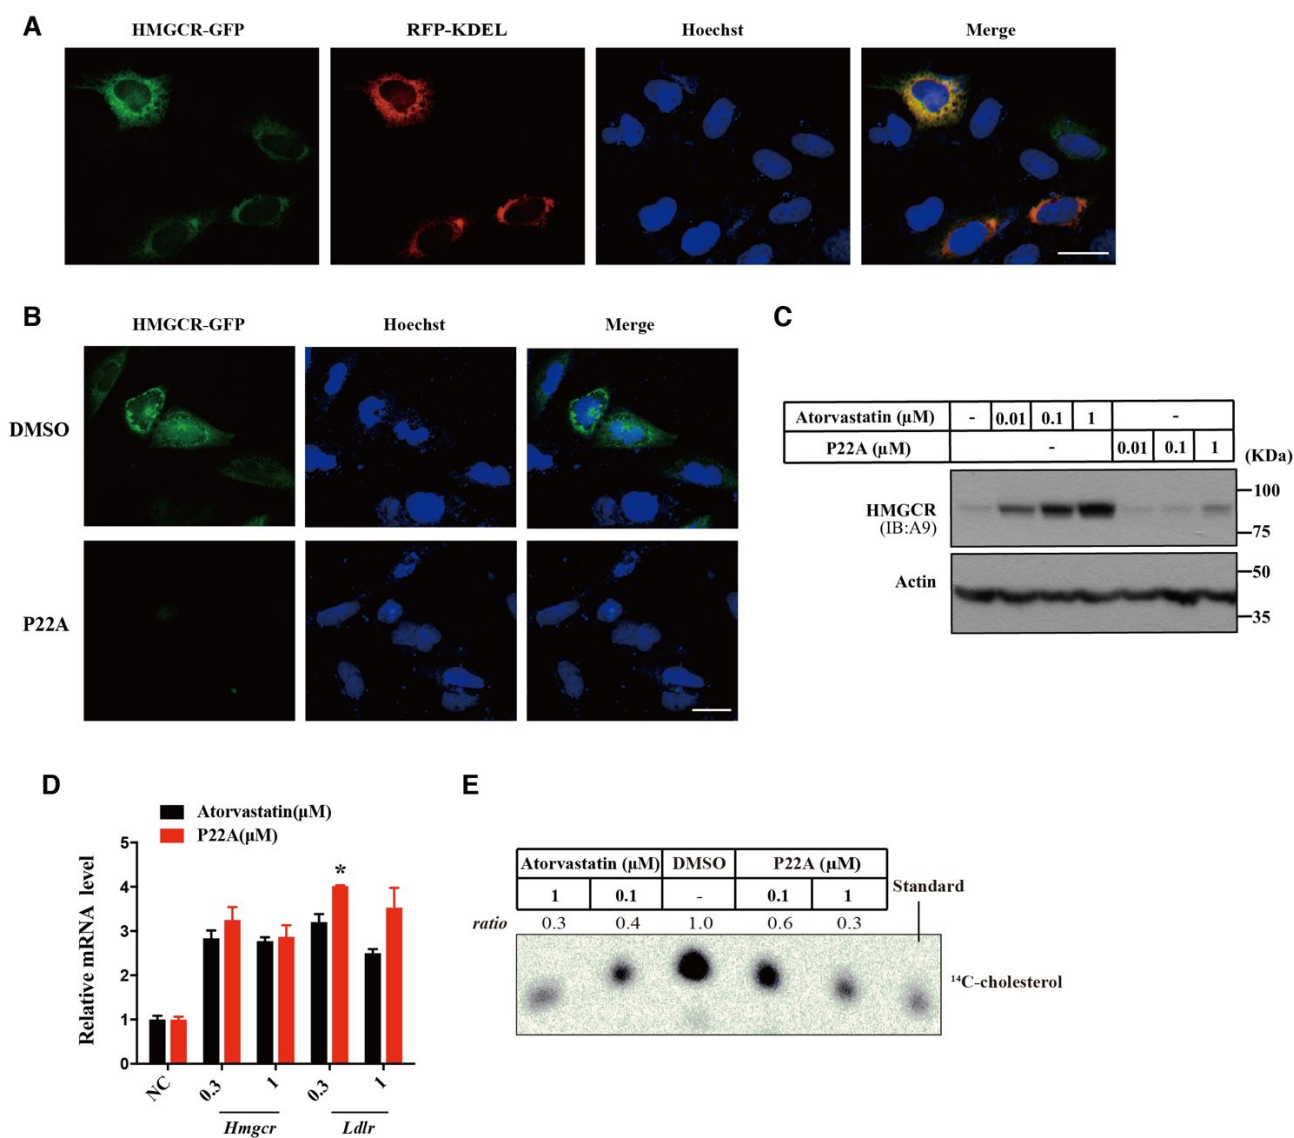 A
HMGCR-GFP RFP-KDEL Hoechst Merge
B
HMGCR-GFP Hoechst Merge
DMSO
P22A
C
Atorvastatin (μM) - 0.01 0.1 1 -
P22A (μM) - 0.01 0.1 1
(KDa)
HMGCR
(IB:A9)
100
75
Actin
50
35
D
Atorvastatin(μM)
P22A(μM)
Relative mRNA level
5
4
3
2
1
0
*
NC 0.3 1 0.3 1
Hmgcr Ldlr
E
Atorvastatin (μM) DMSO P22A (μM)
1 0.1 - 0.1 1
Standard
ratio 0.3 0.4 1.0 0.6 0.3
¹⁴C-cholesterol